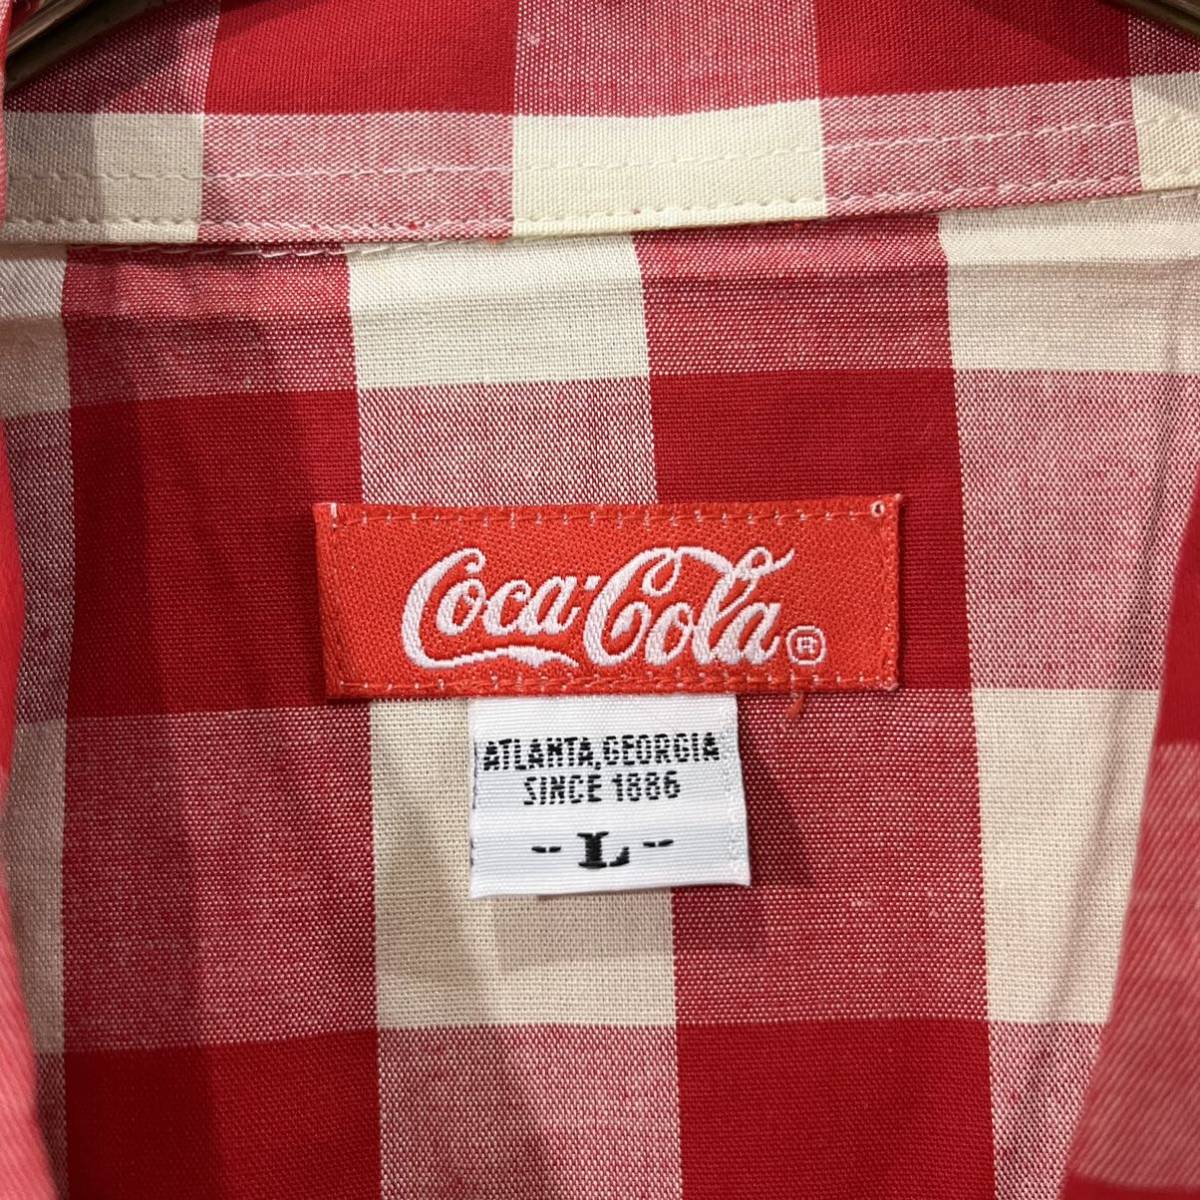 Coca-Cola ®
ATLANTA, GEORGIA
SINCE 1886
- L -